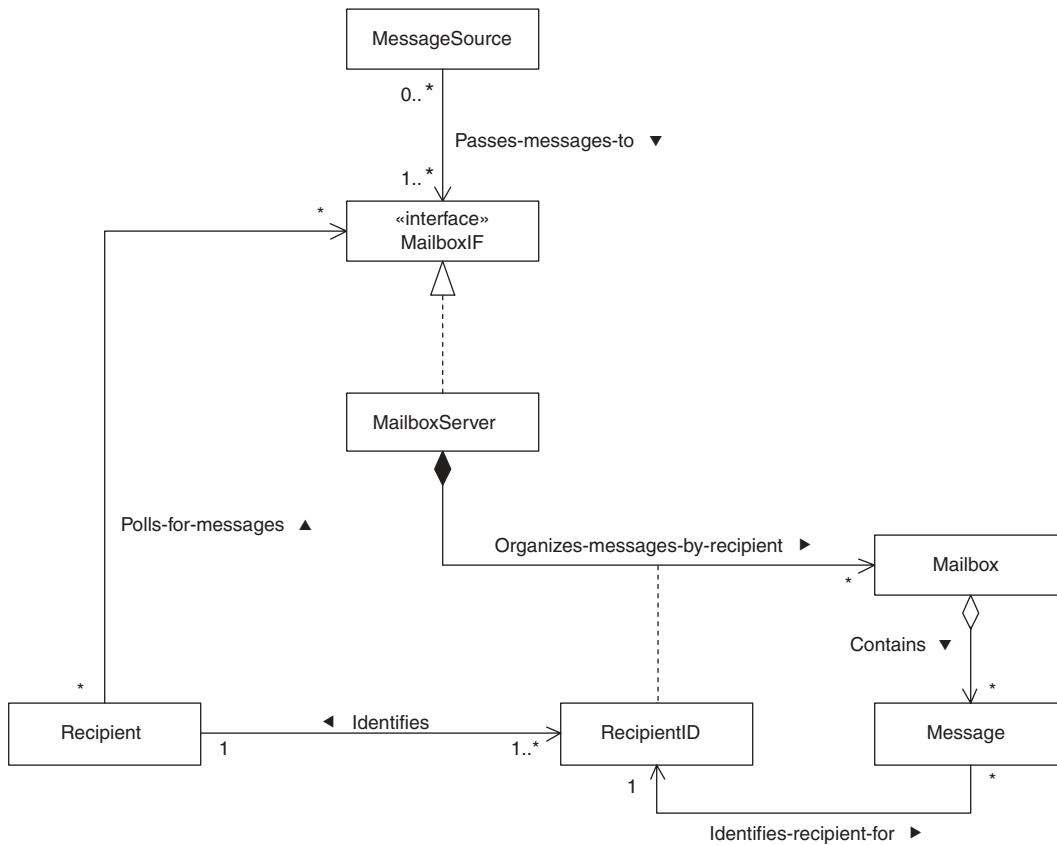 MessageSource
0..*
Passes-messages-to ▼
1..*
*
«interface»
MailboxIF
MailboxServer
Polls-for-messages ▲
Organizes-messages-by-recipient ►
*
Mailbox
Contains ▼
*
*
Recipient
◄ Identifies
1
1..*
RecipientID
Message
1
*
Identifies-recipient-for ►